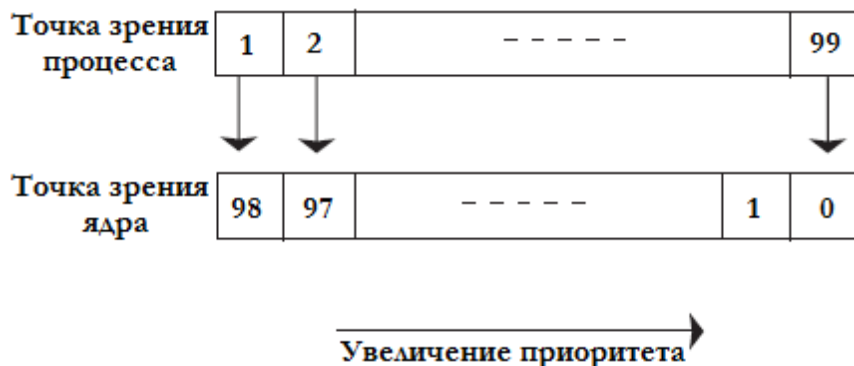 Точка зрения
процесса
1 2 - - - - - 99
Точка зрения
ядра
98 97 - - - - - 1 0
Увеличение приоритета